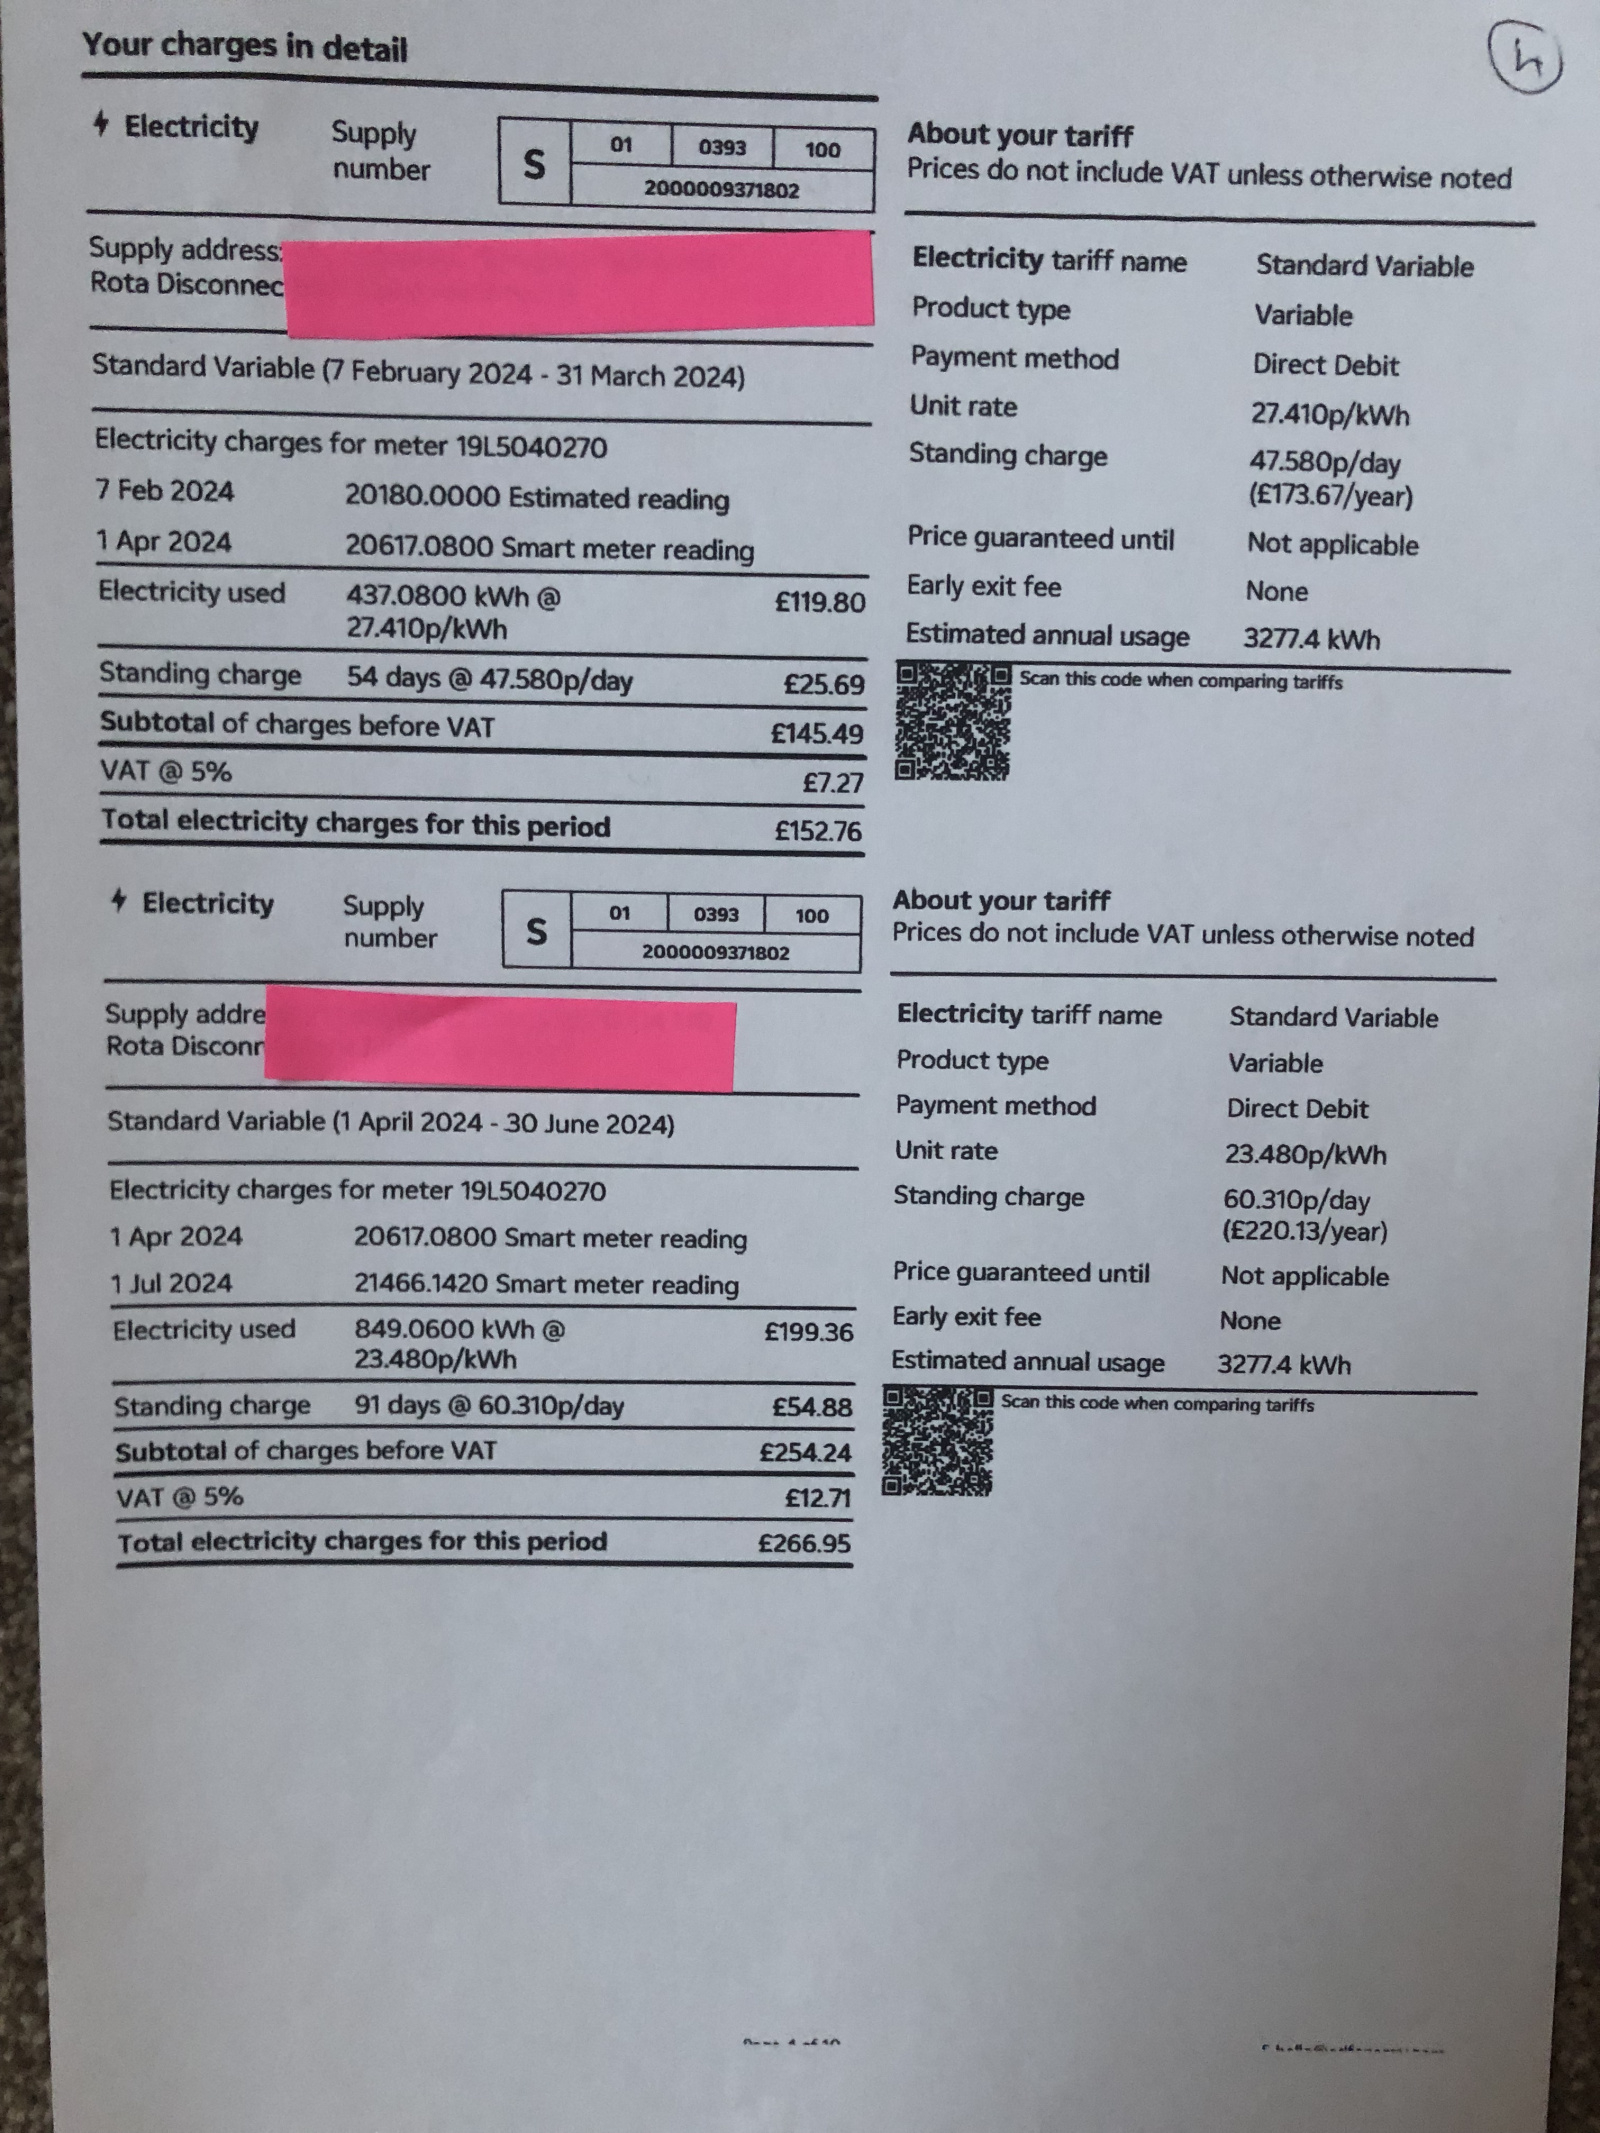 Your charges in detail
4
Electricity
Supply number
S
01 0393 100
2000009371802
Supply address:
Rota Disconnec
Standard Variable (7 February 2024 - 31 March 2024)
Electricity charges for meter 19L5040270
7 Feb 2024 20180.0000 Estimated reading
1 Apr 2024 20617.0800 Smart meter reading
Electricity used 437.0800 kWh @ £119.80
27.410p/kWh
Standing charge 54 days @ 47.580p/day £25.69
Subtotal of charges before VAT £145.49
VAT @ 5% £7.27
Total electricity charges for this period £152.76
About your tariff
Prices do not include VAT unless otherwise noted
Electricity tariff name Standard Variable
Product type Variable
Payment method Direct Debit
Unit rate 27.410p/kWh
Standing charge 47.580p/day
(£173.67/year)
Price guaranteed until Not applicable
Early exit fee None
Estimated annual usage 3277.4 kWh
Scan this code when comparing tariffs
Electricity
Supply number
S
01 0393 100
2000009371802
Supply addre
Rota Disconr
Standard Variable (1 April 2024 - 30 June 2024)
Electricity charges for meter 19L5040270
1 Apr 2024 20617.0800 Smart meter reading
1 Jul 2024 21466.1420 Smart meter reading
Electricity used 849.0600 kWh @ £199.36
23.480p/kWh
Standing charge 91 days @ 60.310p/day £54.88
Subtotal of charges before VAT £254.24
VAT @ 5% £12.71
Total electricity charges for this period £266.95
About your tariff
Prices do not include VAT unless otherwise noted
Electricity tariff name Standard Variable
Product type Variable
Payment method Direct Debit
Unit rate 23.480p/kWh
Standing charge 60.310p/day
(£220.13/year)
Price guaranteed until Not applicable
Early exit fee None
Estimated annual usage 3277.4 kWh
Scan this code when comparing tariffs